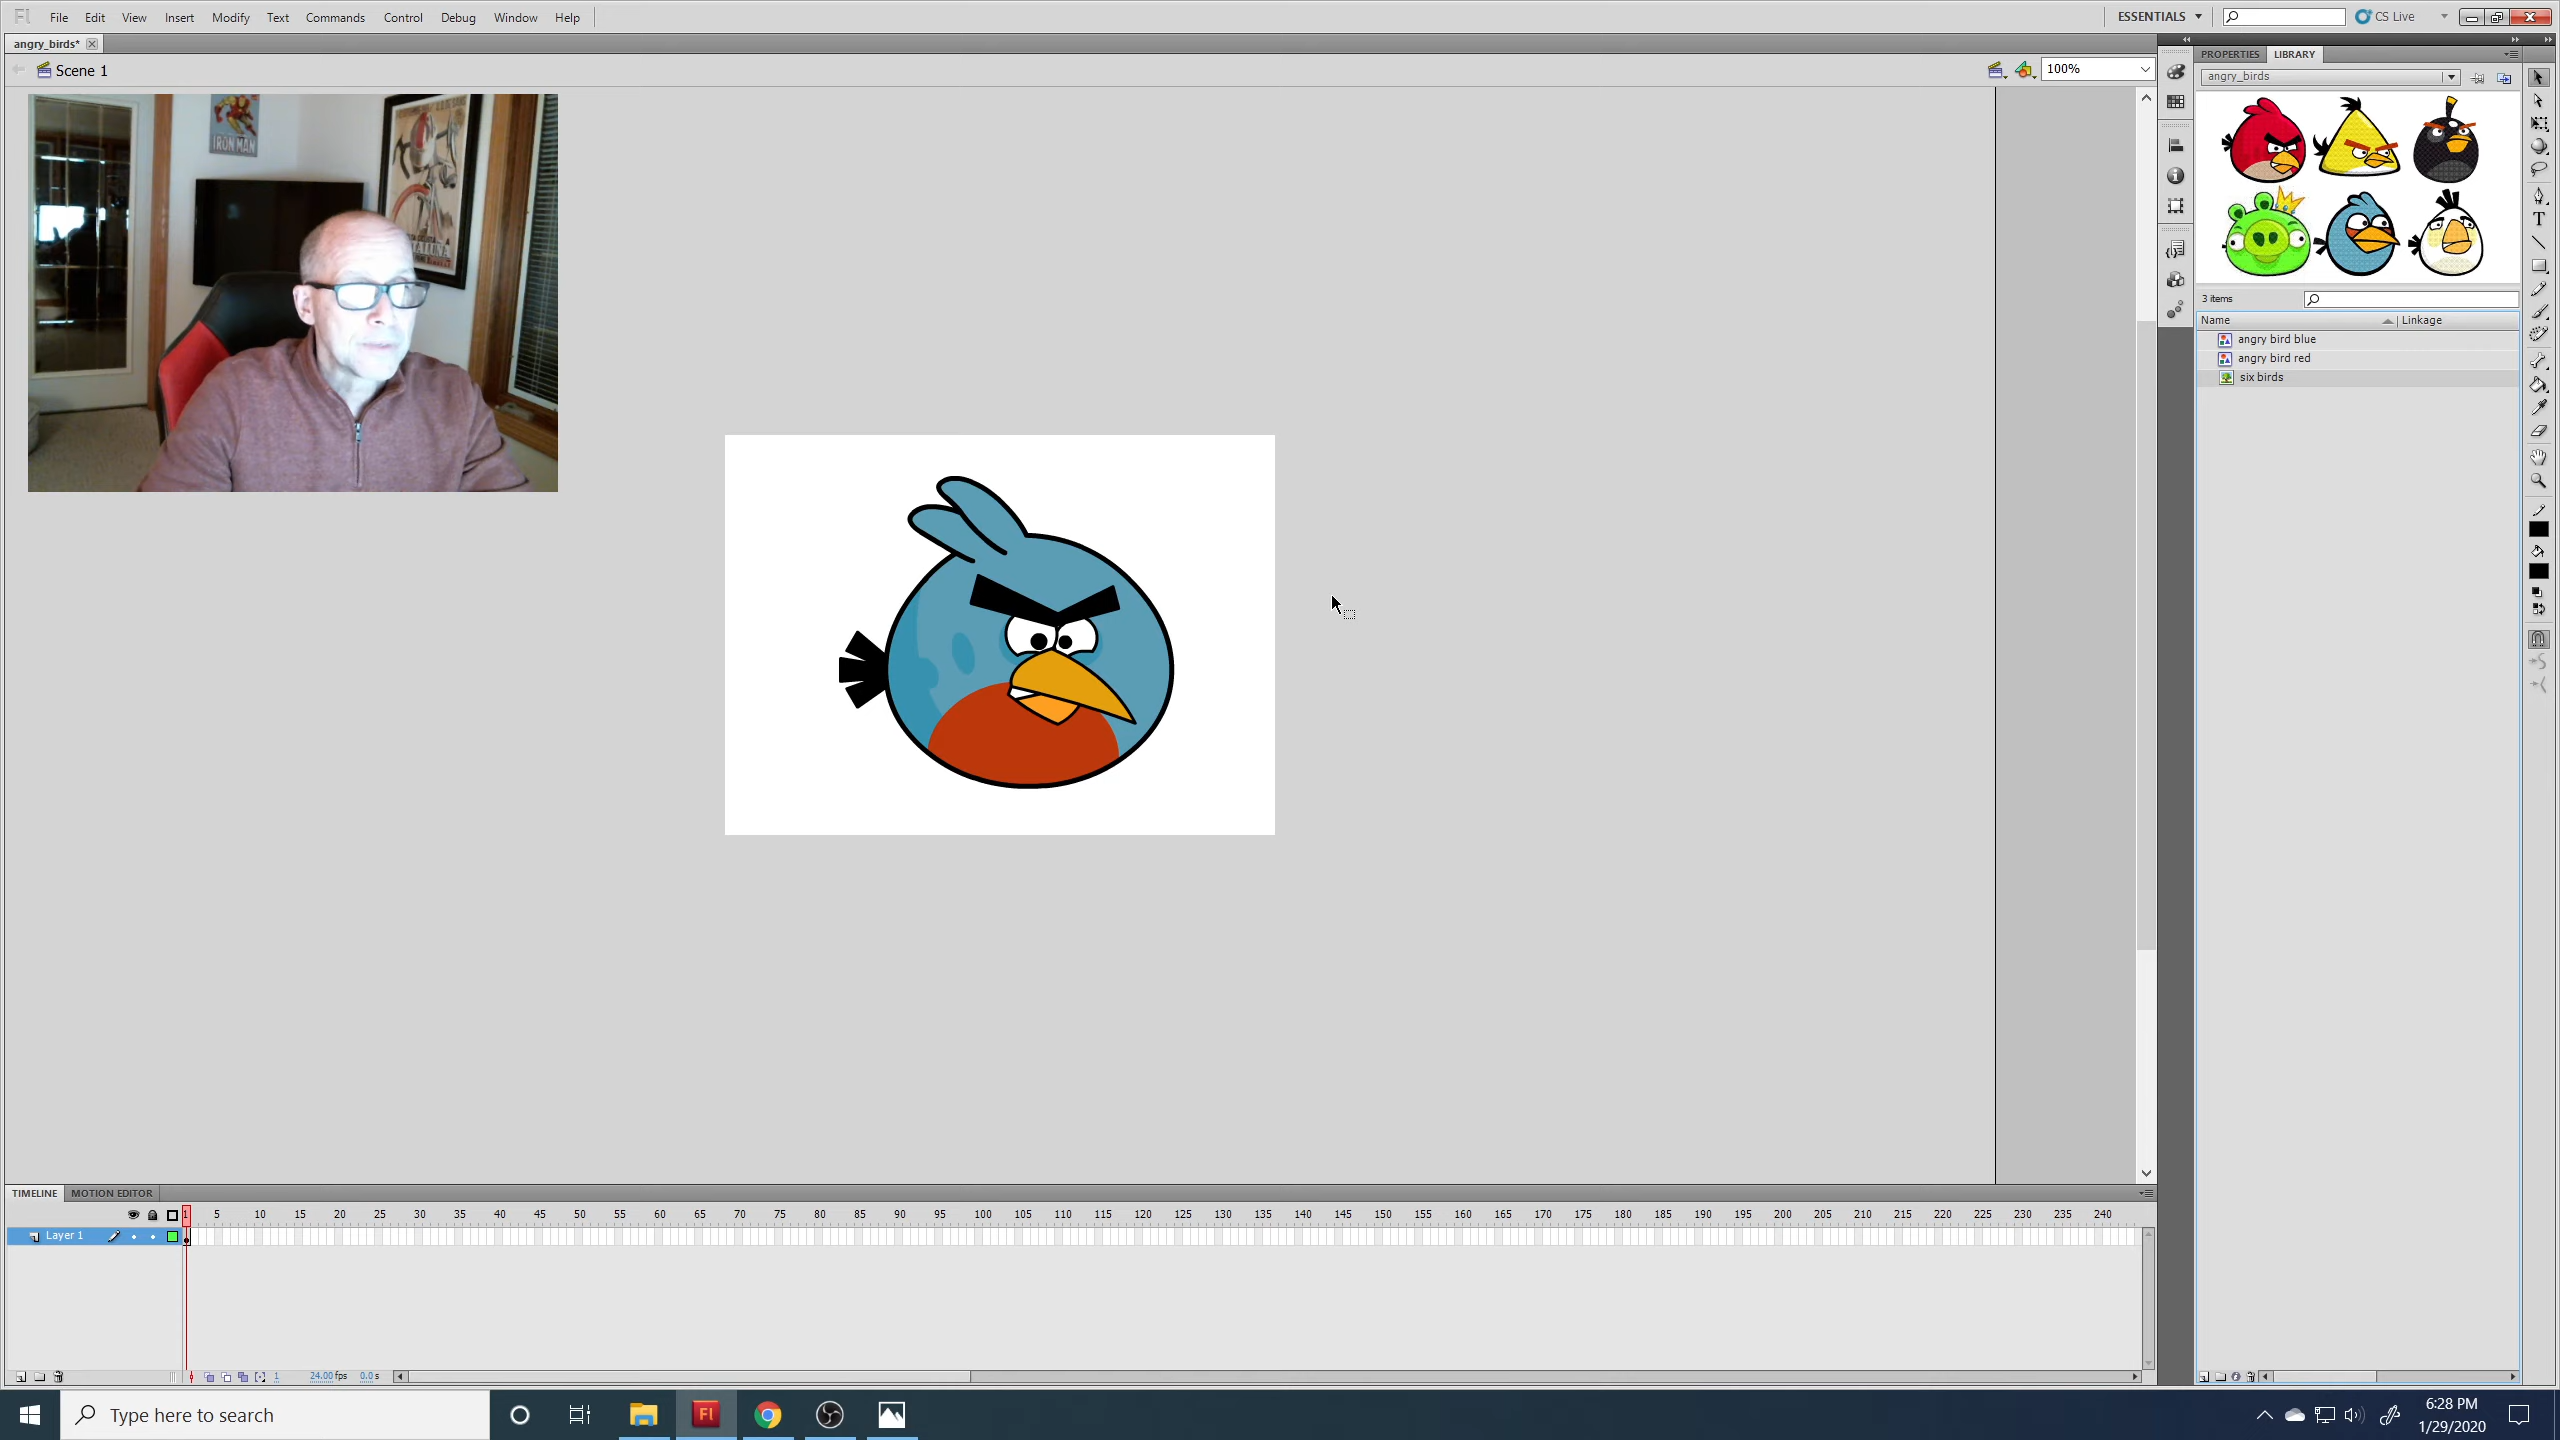 Fl File Edit View Insert Modify Text Commands Control Debug Window Help ESSENTIALS CS Live
angry_birds*
Scene 1 100%
IRON MAN
PROPERTIES LIBRARY
angry_birds
3 items
Name Linkage
angry bird blue
angry bird red
six birds
T
TIMELINE MOTION EDITOR
1 5 10 15 20 25 30 35 40 45 50 55 60 65 70 75 80 85 90 95 100 105 110 115 120 125 130 135 140 145 150 155 160 165 170 175 180 185 190 195 200 205 210 215 220 225 230 235 240
Layer 1
1 24.00 fps 0.0 s
Type here to search
Fl
6:28 PM
1/29/2020